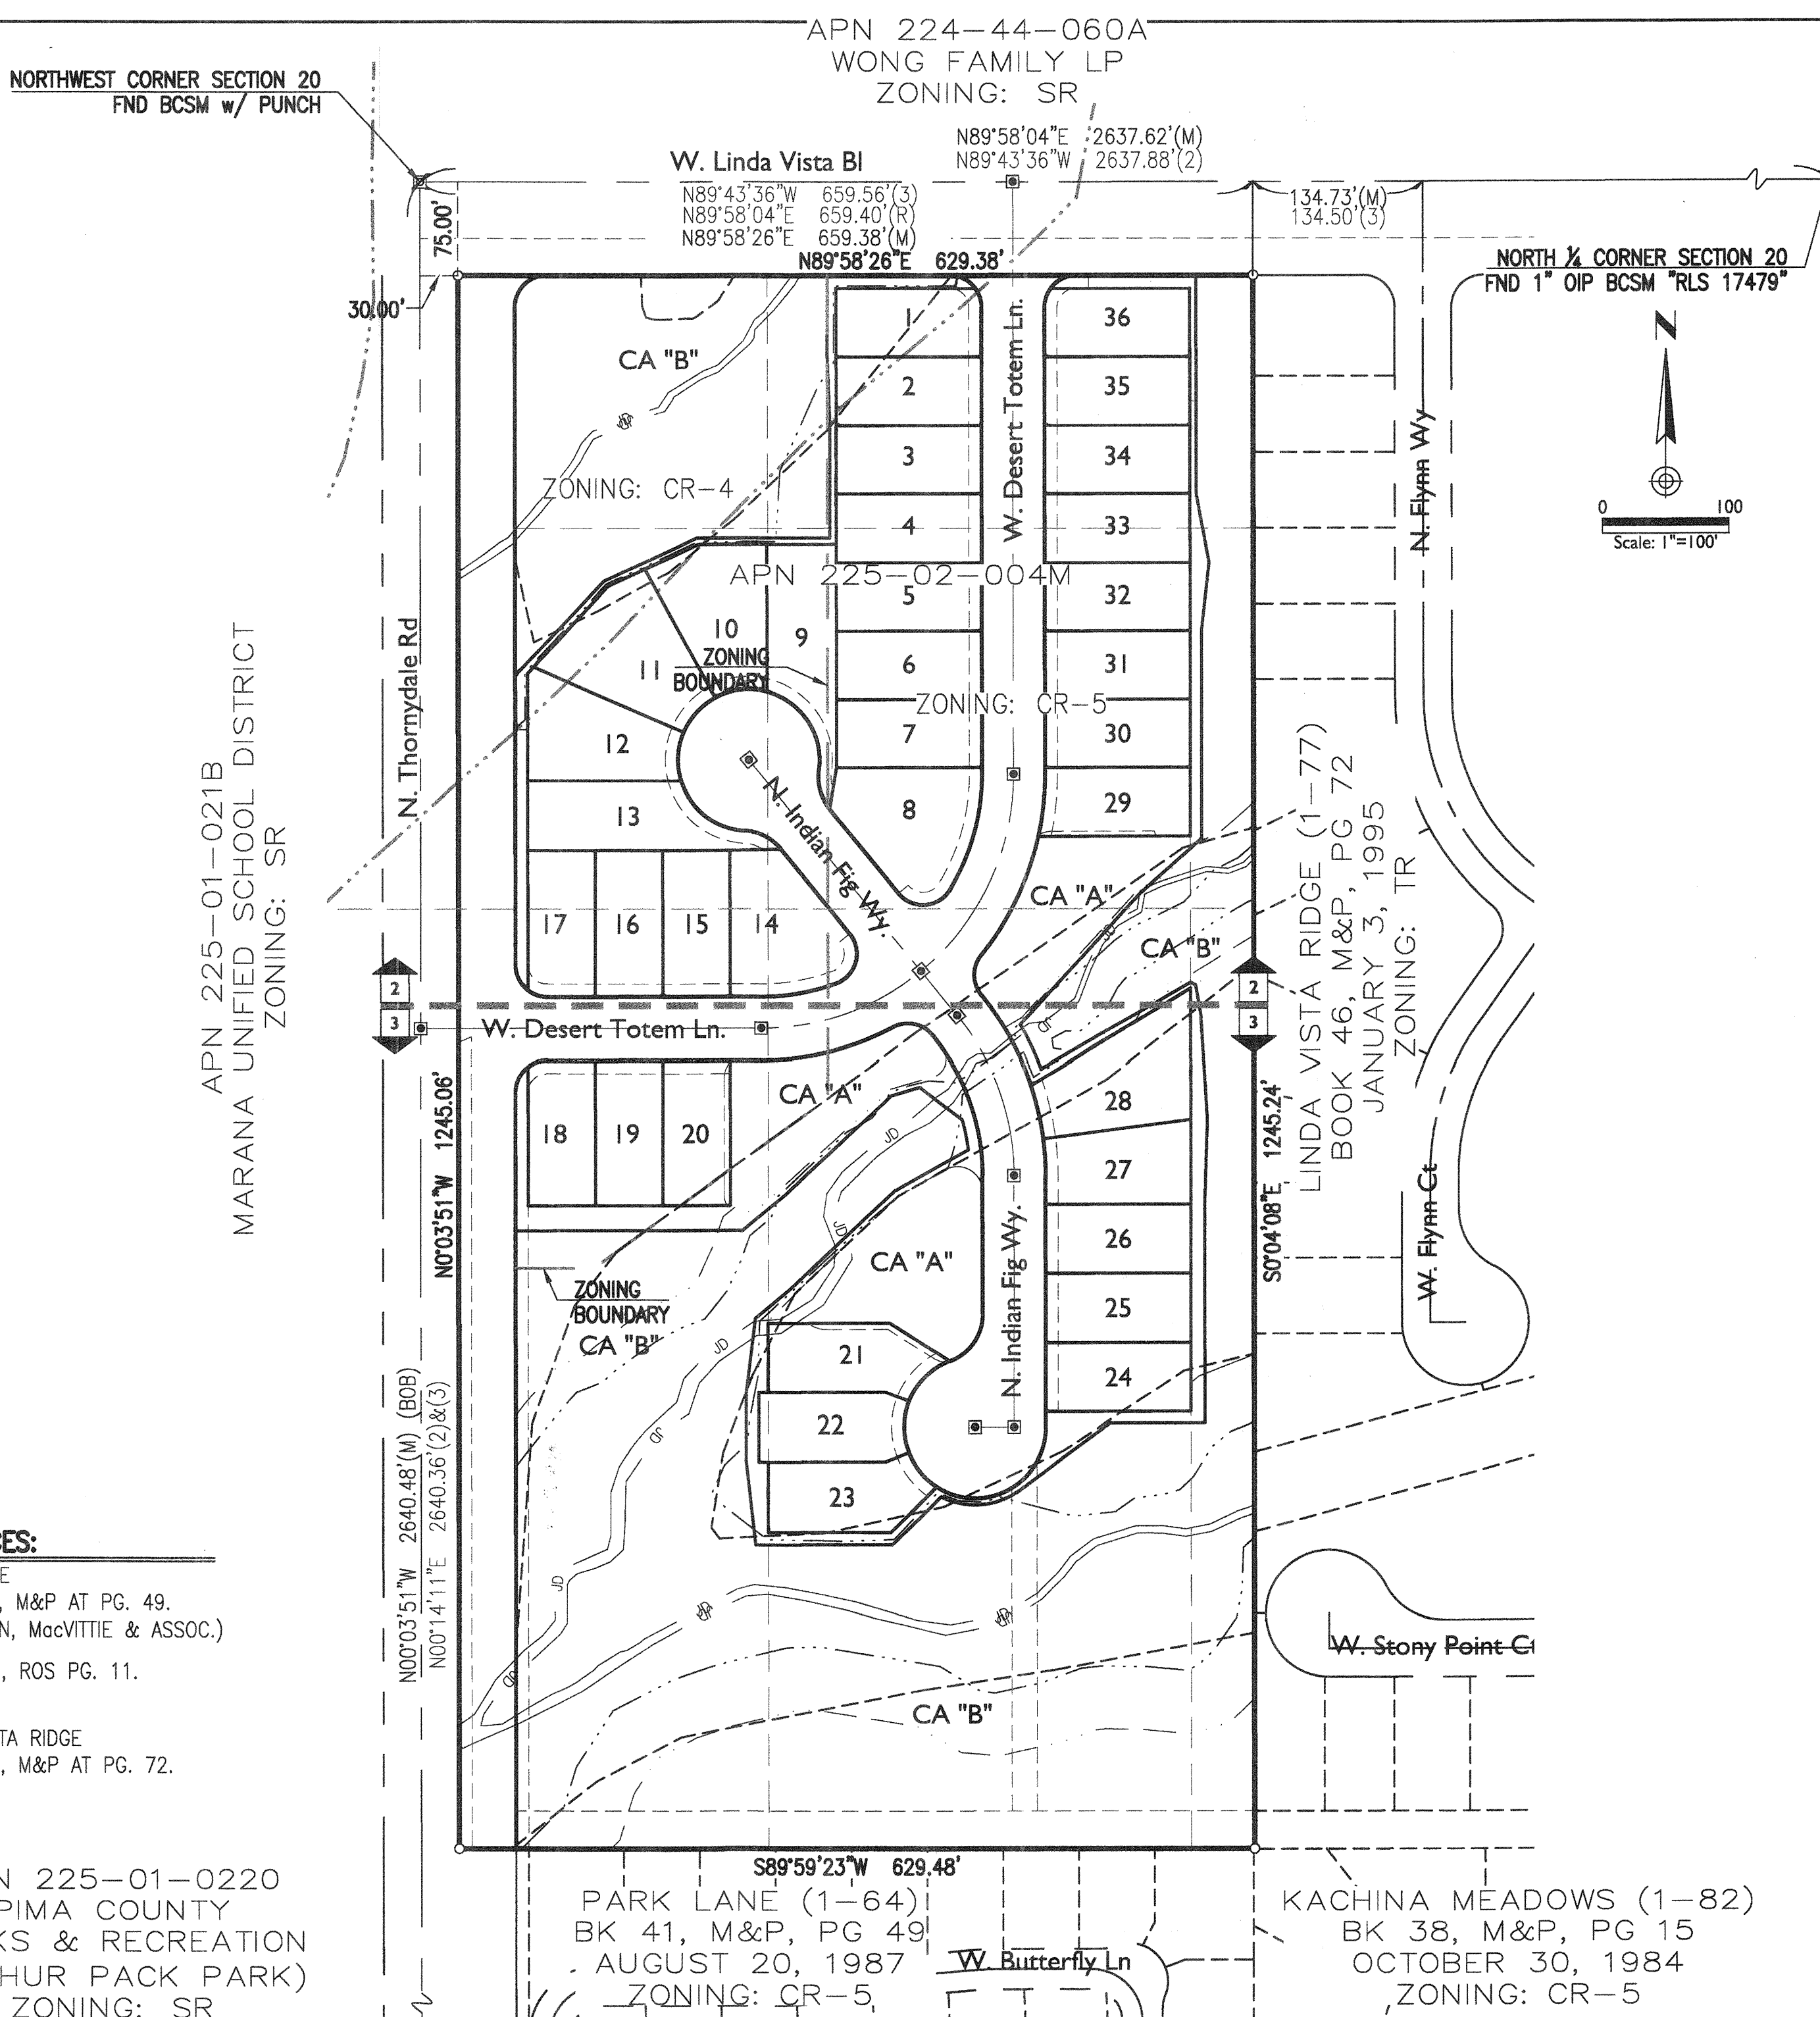 APN 224-44-060A
WONG FAMILY LP
ZONING: SR
NORTHWEST CORNER SECTION 20
FND BCSM w/ PUNCH
N89°58'04"E 2637.62'(M)
N89°43'36"W 2637.88'(2)
W. Linda Vista Bl
N89°43'36"W 659.56'(3)
N89°58'04"E 659.40'(R)
N89°58'26"E 659.38'(M)
N89°58'26"E 629.38'
134.73'(M)
134.50'(3)
75.00'
30.00'
NORTH ¼ CORNER SECTION 20
FND 1" OIP BCSM "RLS 17479"
N
0 100
Scale: 1"=100'
CA "B"
ZONING: CR-4
1
2
3
4
5
6
7
8
W. Desert Totem Ln.
36
35
34
33
32
31
30
29
N. Flynn Wy
APN 225-02-004M
ZONING: CR-5
9
10
11
12
13
ZONING
BOUNDARY
N. Thornydale Rd
APN 225-01-021B
MARANA UNIFIED SCHOOL DISTRICT
ZONING: SR
N. Indian Fig Wy.
17
16
15
14
CA "A"
JD
CA "B"
JD
LINDA VISTA RIDGE (1-77)
BOOK 46, M&P, PG 72
JANUARY 3, 1995
ZONING: TR
2
3
2
3
W. Desert Totem Ln.
18
19
20
CA "A"
JD
JD
28
27
26
25
24
N0°03'51"W 1245.06'
S0°04'08"E 1245.24'
W. Flynn Ct
CA "A"
N. Indian Fig Wy.
ZONING
BOUNDARY
CA "B"
JD
JD
JD
JD
21
22
23
N00°03'51"W 2640.48'(M) (BOB)
N00°14'11"E 2640.36'(2)&(3)
CES:
E
, M&P AT PG. 49.
N, MacVITTIE & ASSOC.)
, ROS PG. 11.
TA RIDGE
, M&P AT PG. 72.
W. Stony Point Ct
CA "B"
S89°59'23"W 629.48'
N 225-01-0220
PIMA COUNTY
KS & RECREATION
HUR PACK PARK)
ZONING: SR
PARK LANE (1-64)
BK 41, M&P, PG 49
AUGUST 20, 1987
ZONING: CR-5
W. Butterfly Ln
KACHINA MEADOWS (1-82)
BK 38, M&P, PG 15
OCTOBER 30, 1984
ZONING: CR-5